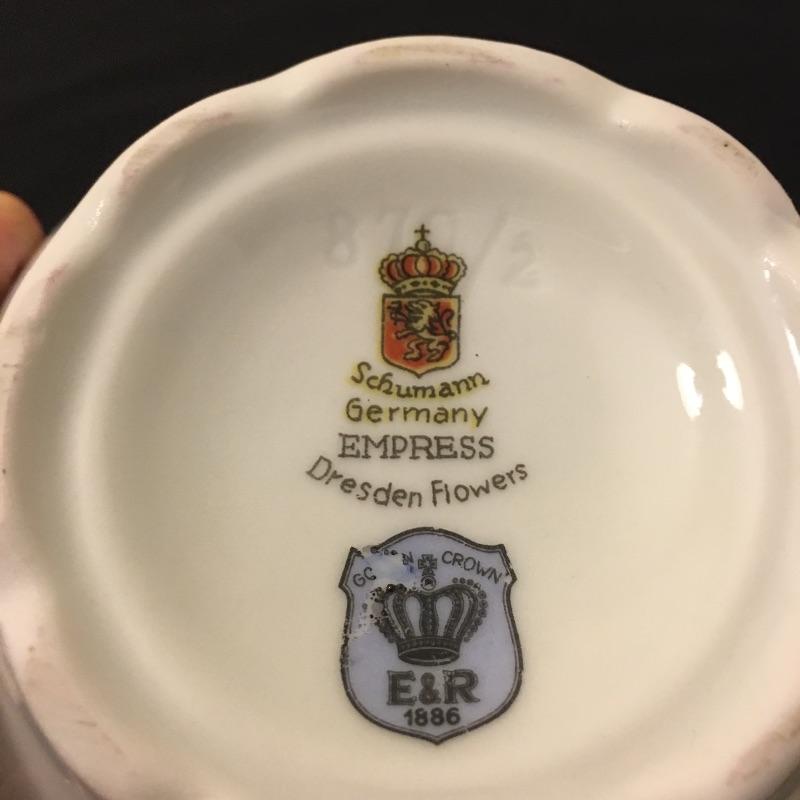 Schumann
Germany
EMPRESS
Dresden Flowers
CROWN
E&R
1886